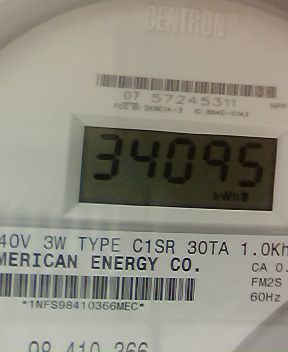 CENTRON®
07 57245311
34095
kWh
40V 3W TYPE C1SR 30TA 1.0Kh
MERICAN ENERGY CO.
CA 0.
FM2S
60Hz
*1NFS98410366MEC*
98 410 366